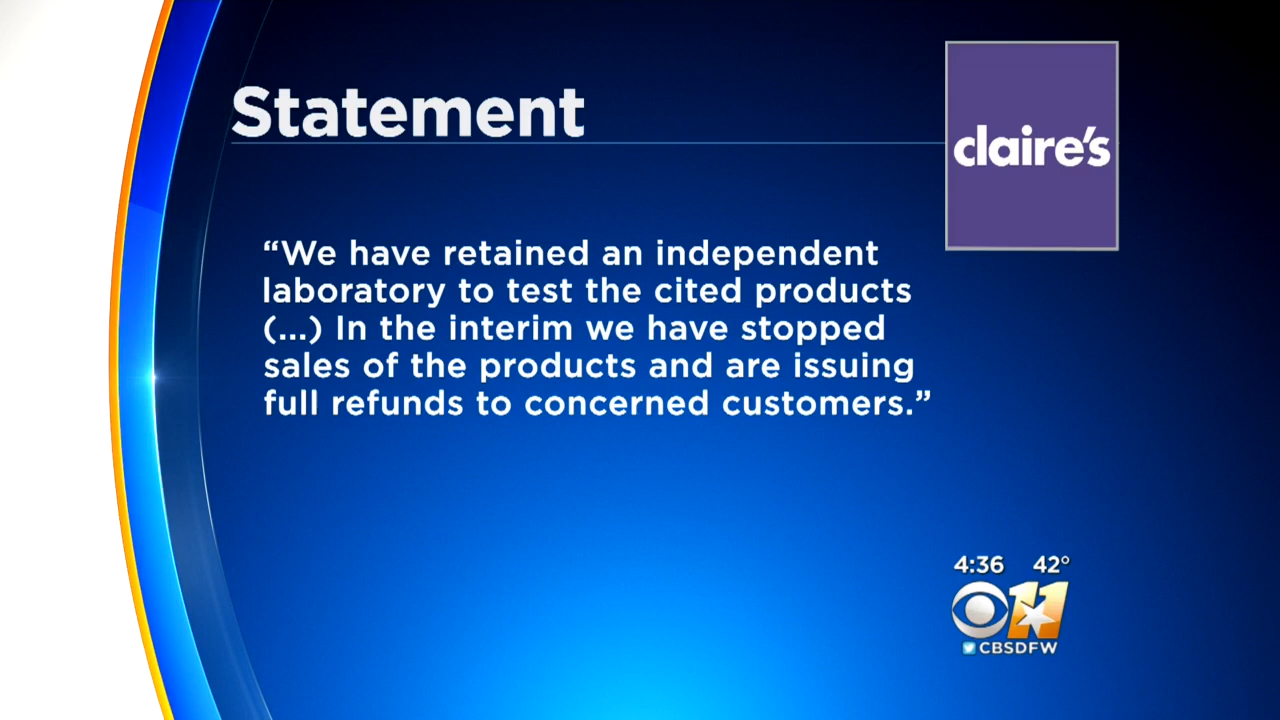 Statement
claire's
“We have retained an independent
laboratory to test the cited products
(...) In the interim we have stopped
sales of the products and are issuing
full refunds to concerned customers.”
4:36 42°
11
CBSDFW